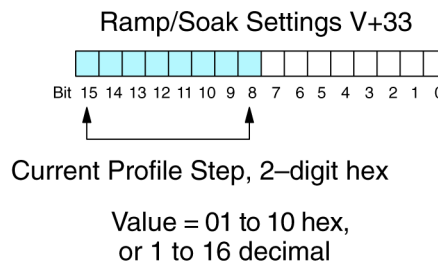 Ramp/Soak Settings V+33
Bit 15 14 13 12 11 10 9 8 7 6 5 4 3 2 1 0
Current Profile Step, 2–digit hex
Value = 01 to 10 hex,
or 1 to 16 decimal